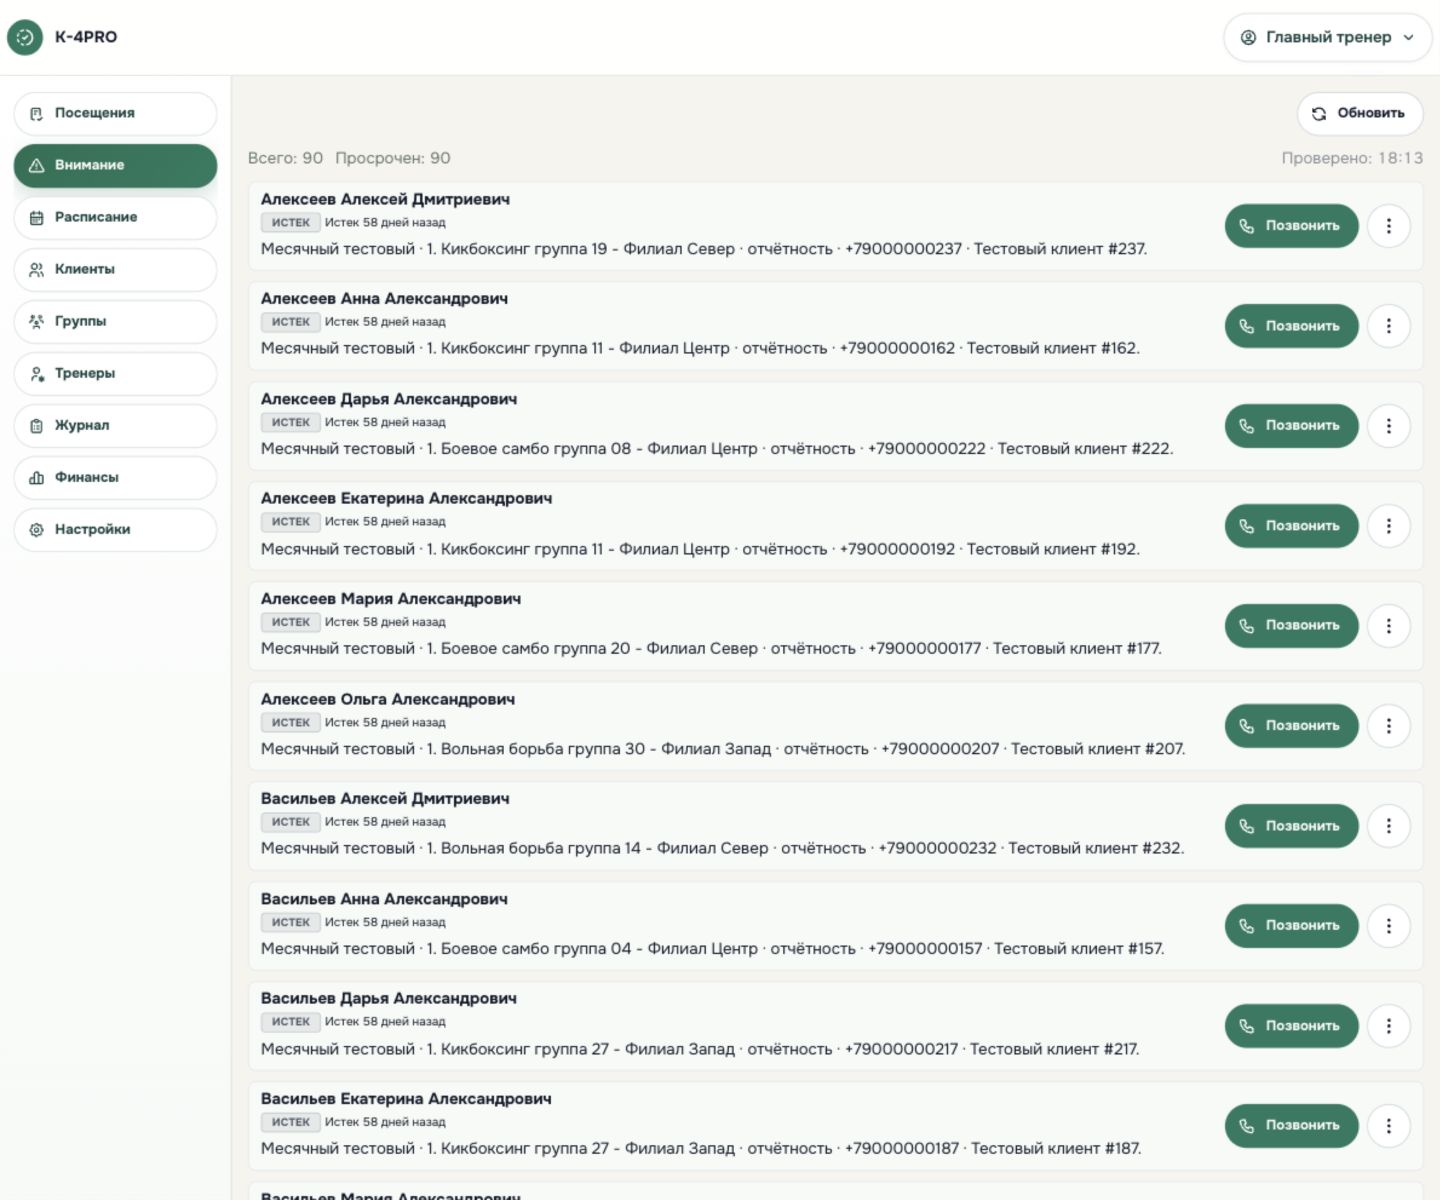 K-4PRO
Главный тренер
Посещения
Внимание
Расписание
Клиенты
Группы
Тренеры
Журнал
Финансы
Настройки
Обновить
Всего: 90 Просрочен: 90
Проверено: 18:13
Алексеев Алексей Дмитриевич
ИСТЕК Истек 58 дней назад
Месячный тестовый · 1. Кикбоксинг группа 19 - Филиал Север · отчётность · +79000000237 · Тестовый клиент #237.
Позвонить
Алексеев Анна Александрович
ИСТЕК Истек 58 дней назад
Месячный тестовый · 1. Кикбоксинг группа 11 - Филиал Центр · отчётность · +79000000162 · Тестовый клиент #162.
Позвонить
Алексеев Дарья Александрович
ИСТЕК Истек 58 дней назад
Месячный тестовый · 1. Боевое самбо группа 08 - Филиал Центр · отчётность · +79000000222 · Тестовый клиент #222.
Позвонить
Алексеев Екатерина Александрович
ИСТЕК Истек 58 дней назад
Месячный тестовый · 1. Кикбоксинг группа 11 - Филиал Центр · отчётность · +79000000192 · Тестовый клиент #192.
Позвонить
Алексеев Мария Александрович
ИСТЕК Истек 58 дней назад
Месячный тестовый · 1. Боевое самбо группа 20 - Филиал Север · отчётность · +79000000177 · Тестовый клиент #177.
Позвонить
Алексеев Ольга Александрович
ИСТЕК Истек 58 дней назад
Месячный тестовый · 1. Вольная борьба группа 30 - Филиал Запад · отчётность · +79000000207 · Тестовый клиент #207.
Позвонить
Васильев Алексей Дмитриевич
ИСТЕК Истек 58 дней назад
Месячный тестовый · 1. Вольная борьба группа 14 - Филиал Север · отчётность · +79000000232 · Тестовый клиент #232.
Позвонить
Васильев Анна Александрович
ИСТЕК Истек 58 дней назад
Месячный тестовый · 1. Боевое самбо группа 04 - Филиал Центр · отчётность · +79000000157 · Тестовый клиент #157.
Позвонить
Васильев Дарья Александрович
ИСТЕК Истек 58 дней назад
Месячный тестовый · 1. Кикбоксинг группа 27 - Филиал Запад · отчётность · +79000000217 · Тестовый клиент #217.
Позвонить
Васильев Екатерина Александрович
ИСТЕК Истек 58 дней назад
Месячный тестовый · 1. Кикбоксинг группа 27 - Филиал Запад · отчётность · +79000000187 · Тестовый клиент #187.
Позвонить
Васильев Мария Александрович